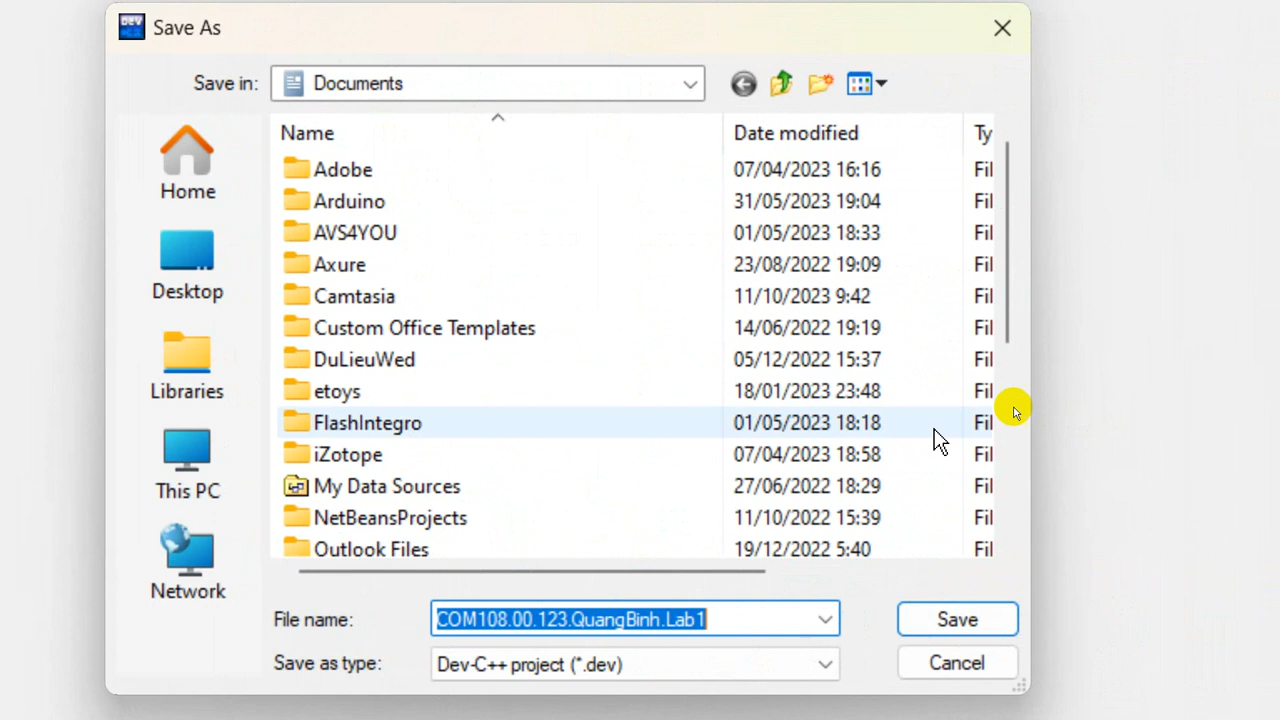 DEV
Save As
Save in: Documents
Name Date modified Ty
Adobe 07/04/2023 16:16 Fil
Arduino 31/05/2023 19:04 Fil
AVS4YOU 01/05/2023 18:33 Fil
Axure 23/08/2022 19:09 Fil
Camtasia 11/10/2023 9:42 Fil
Custom Office Templates 14/06/2022 19:19 Fil
DuLieuWed 05/12/2022 15:37 Fil
etoys 18/01/2023 23:48 Fil
FlashIntegro 01/05/2023 18:18 Fil
iZotope 07/04/2023 18:58 Fil
My Data Sources 27/06/2022 18:29 Fil
NetBeansProjects 11/10/2022 15:39 Fil
Outlook Files 19/12/2022 5:40 Fil
Home
Desktop
Libraries
This PC
Network
File name: COM108.00.123.QuangBinh.Lab1 Save
Save as type: Dev-C++ project (*.dev) Cancel